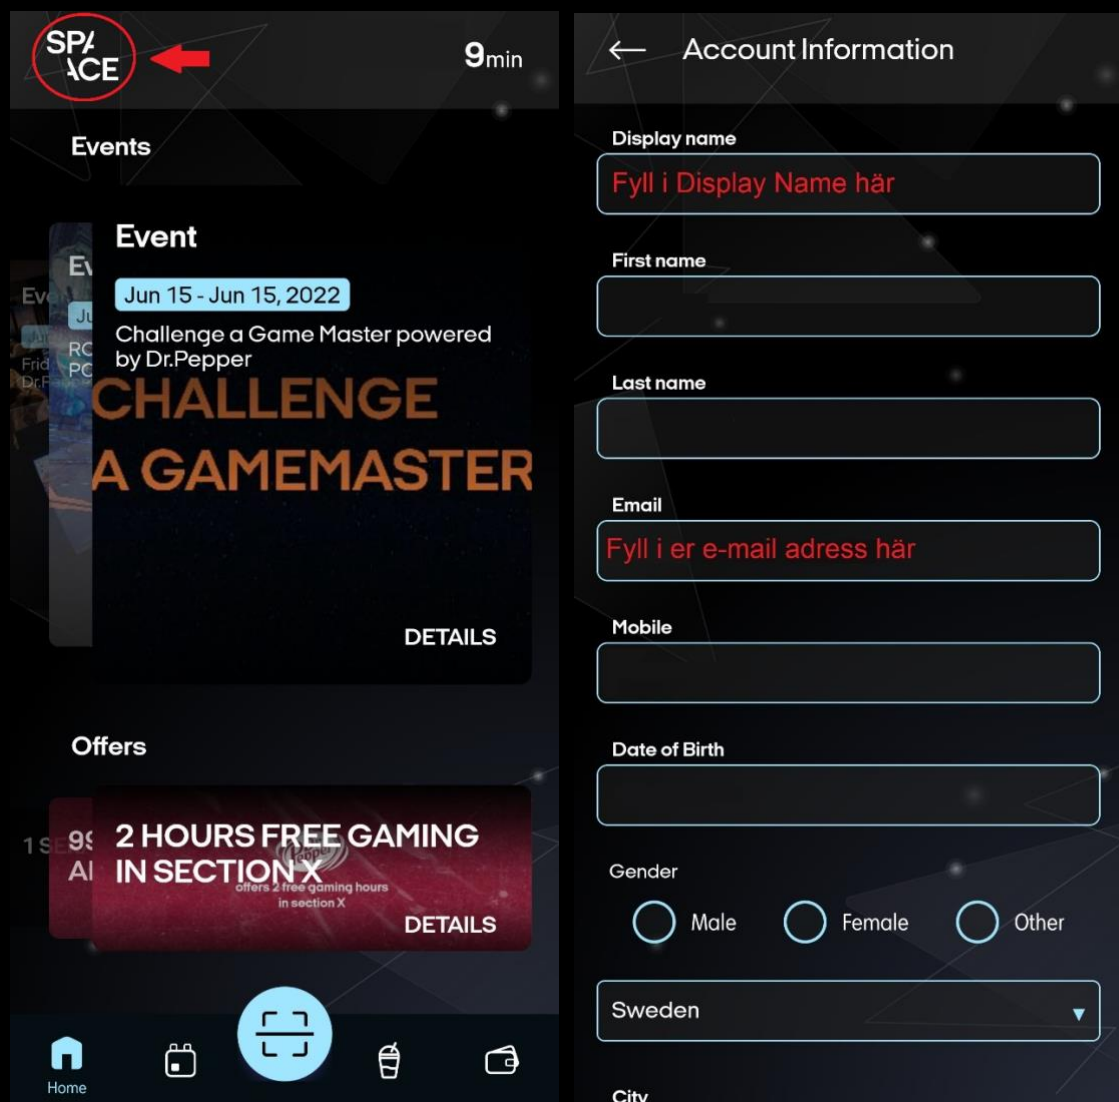 SPA
ACE
9min
Events
Event
Jun 15 - Jun 15, 2022
Challenge a Game Master powered
by Dr.Pepper
CHALLENGE
A GAMEMASTER
DETAILS
Offers
2 HOURS FREE GAMING
IN SECTION X
offers 2 free gaming hours
in section X
DETAILS
Home
Account Information
Display name
Fyll i Display Name här
First name
Last name
Email
Fyll i er e-mail adress här
Mobile
Date of Birth
Gender
Male
Female
Other
Sweden
City